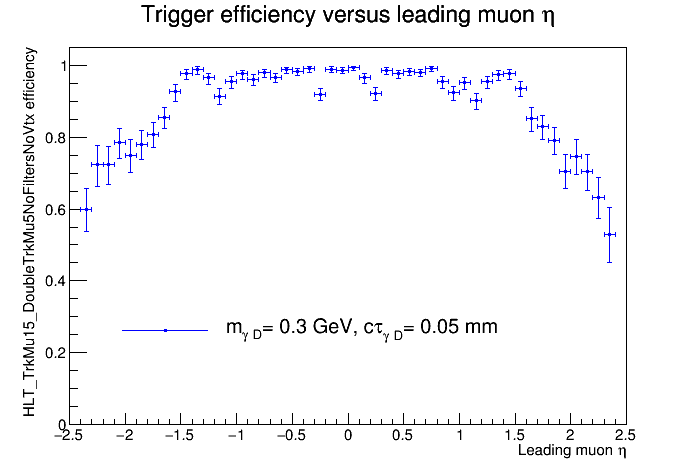 Trigger efficiency versus leading muon η
HLT_TrkMu15_DoubleTrkMu5NoFiltersNoVtx efficiency
1
0.8
0.6
0.4
0.2
0
m_γ D= 0.3 GeV, cτ_γ D= 0.05 mm
−2.5 −2 −1.5 −1 −0.5 0 0.5 1 1.5 2 2.5
Leading muon η